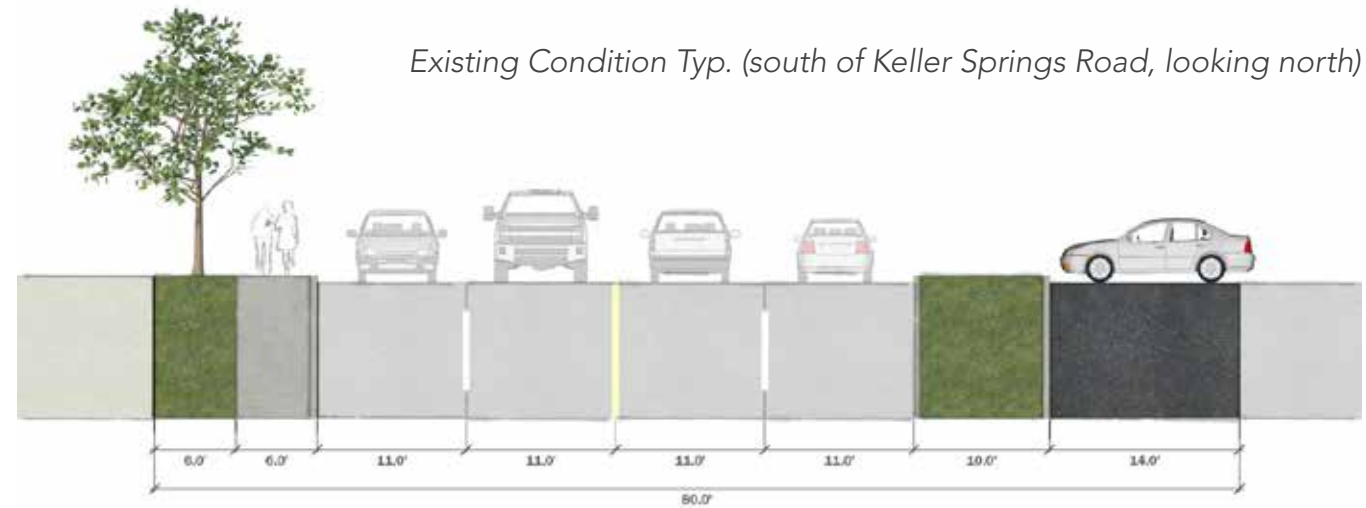 Existing Condition Typ. (south of Keller Springs Road, looking north)
6.0' 6.0' 11.0' 11.0' 11.0' 11.0' 10.0' 14.0'
80.0'